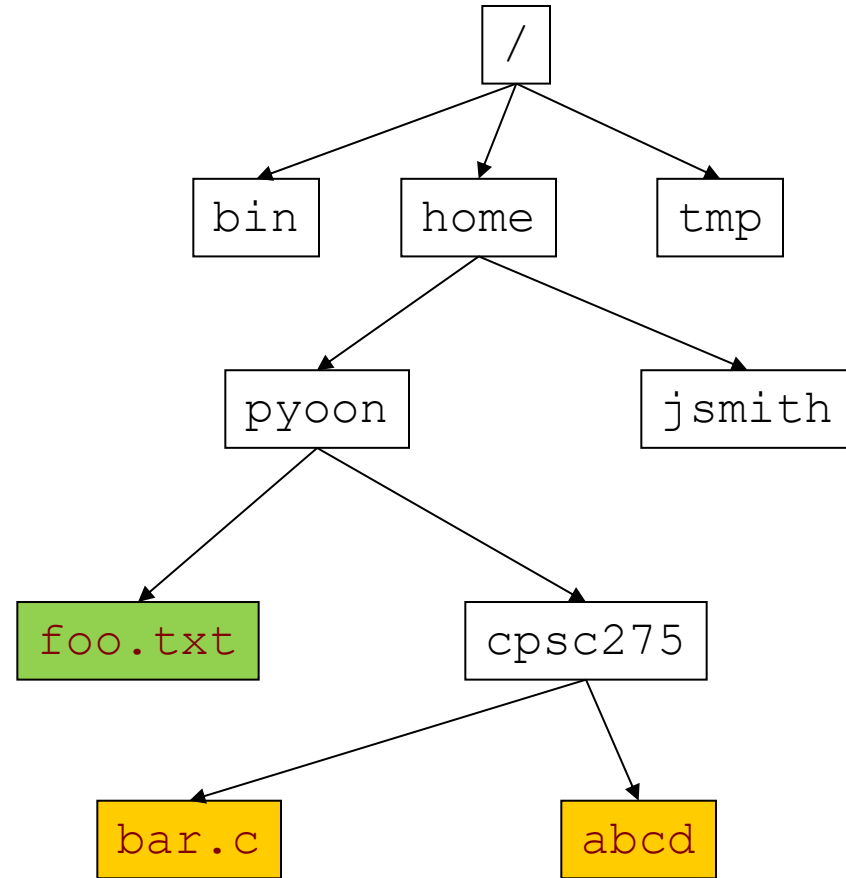 /
bin home tmp
pyoon jsmith
foo.txt cpsc275
bar.c abcd